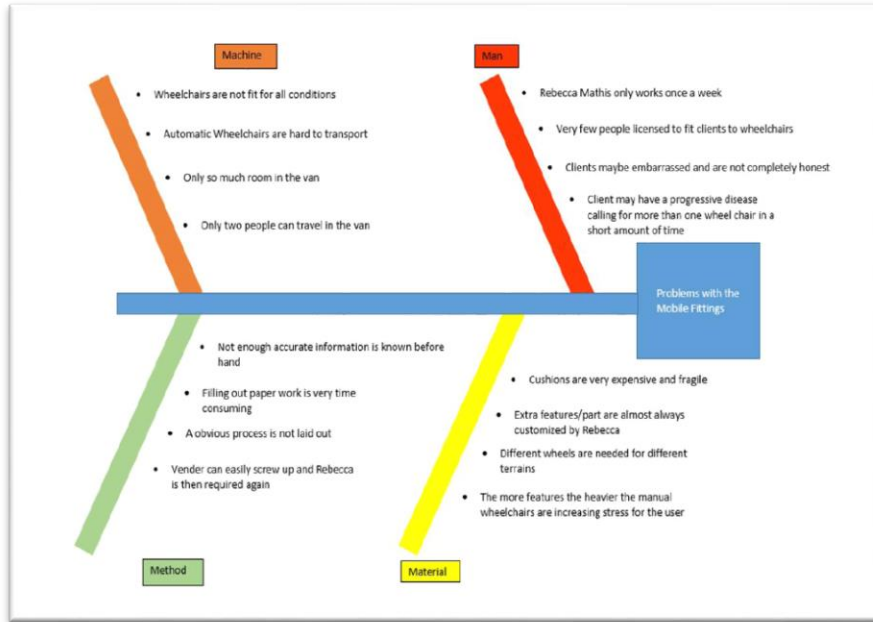 Machine
Wheelchairs are not fit for all conditions
Automatic Wheelchairs are hard to transport
Only so much room in the van
Only two people can travel in the van
Man
Rebecca Mathis only works once a week
Very few people licensed to fit clients to wheelchairs
Clients maybe embarrassed and are not completely honest
Client may have a progressive disease
calling for more than one wheel chair in a
short amount of time
Problems with the
Mobile Fittings
Not enough accurate information is known before
hand
Filling out paper work is very time
consuming
A obvious process is not laid out
Vender can easily screw up and Rebecca
is then required again
Method
Cushions are very expensive and fragile
Extra features/part are almost always
customized by Rebecca
Different wheels are needed for different
terrains
The more features the heavier the manual
wheelchairs are increasing stress for the user
Material